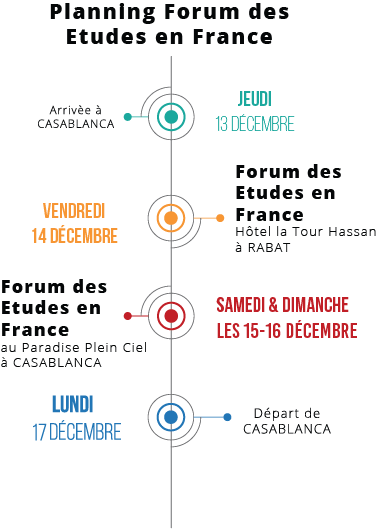 Planning Forum des
Etudes en France
Arrivèe à
CASABLANCA
JEUDI
13 DÉCEMBRE
VENDREDI
14 DÉCEMBRE
Forum des
Etudes en
France
Hôtel la Tour Hassan
à RABAT
Forum des
Etudes en
France
au Paradise Plein Ciel
à CASABLANCA
SAMEDI & DIMANCHE
LES 15-16 DÉCEMBRE
LUNDI
17 DÉCEMBRE
Départ de
CASABLANCA